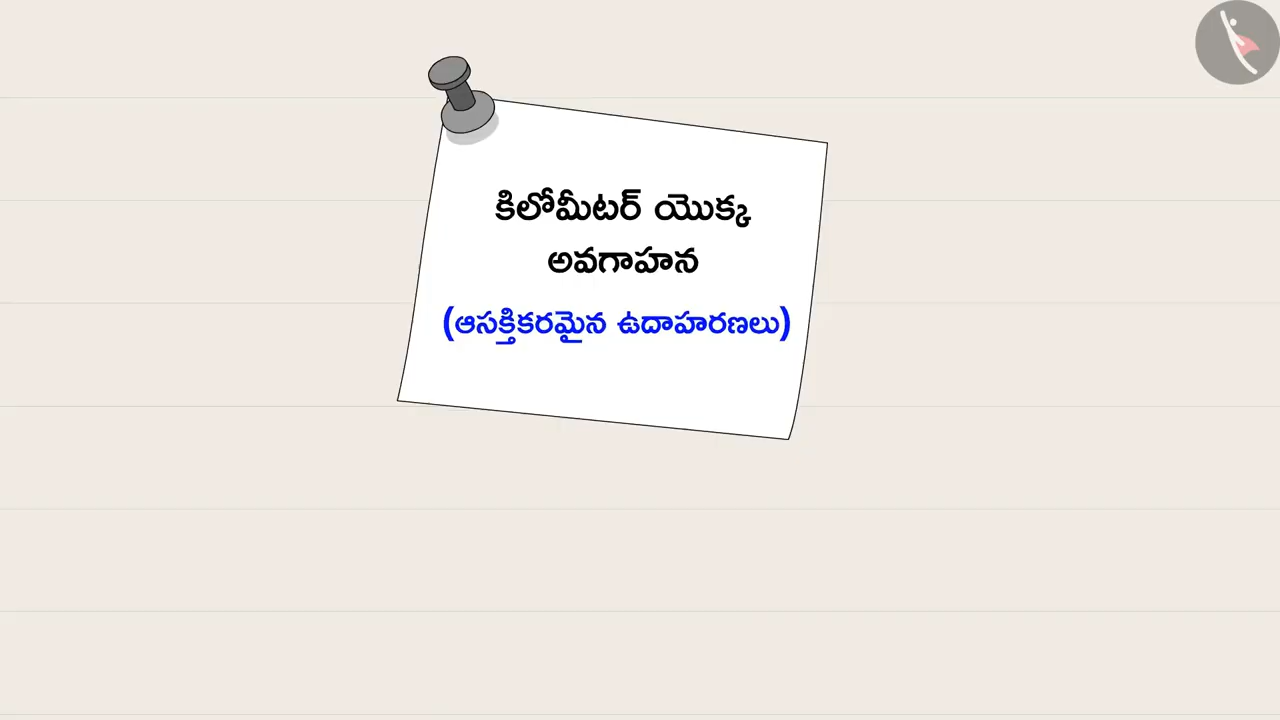 కిలోమీటర్ యొక్క
అవగాహన
(ఆసక్తికరమైన ఉదాహరణలు)